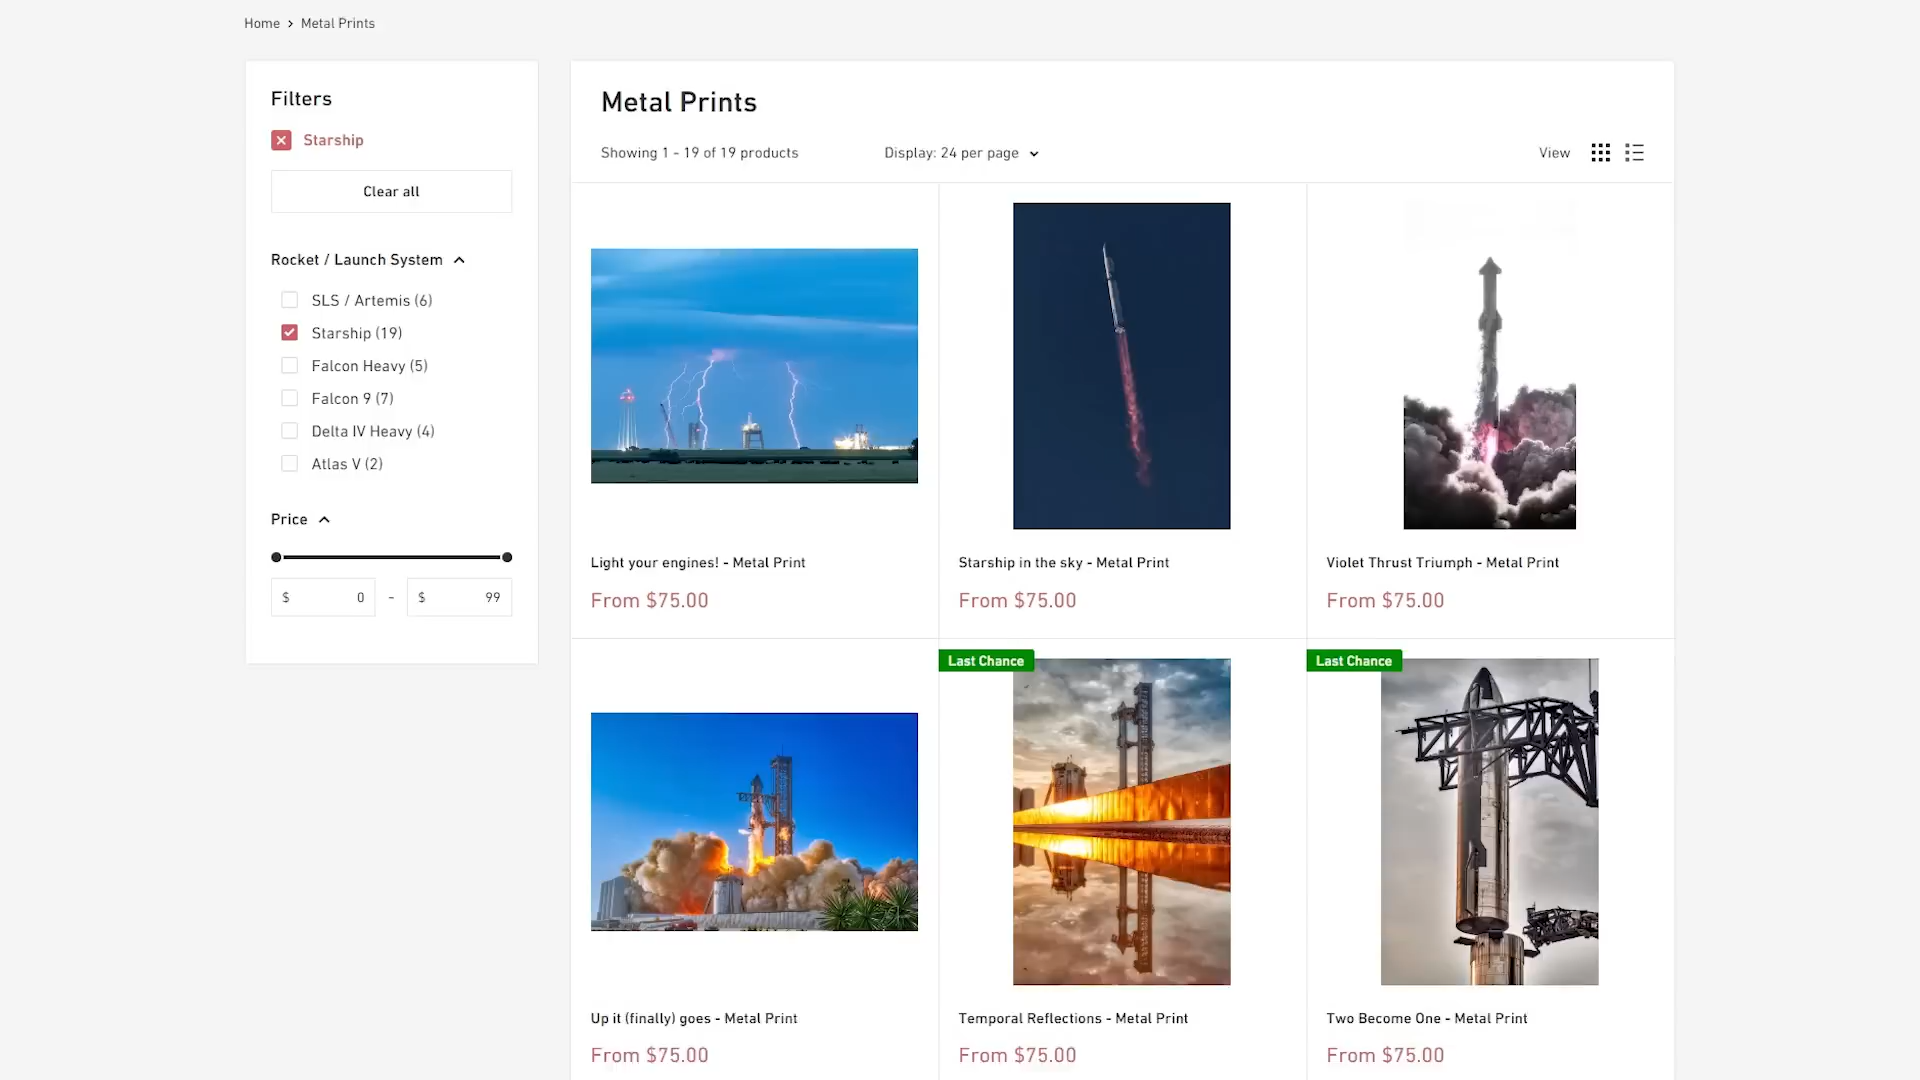 Home > Metal Prints
Filters
Starship
Clear all
Rocket / Launch System
SLS / Artemis (6)
Starship (19)
Falcon Heavy (5)
Falcon 9 (7)
Delta IV Heavy (4)
Atlas V (2)
Price
$ 0 - $ 99
Metal Prints
Showing 1 - 19 of 19 products
Display: 24 per page
View
Light your engines! - Metal Print
From $75.00
Starship in the sky - Metal Print
From $75.00
Violet Thrust Triumph - Metal Print
From $75.00
Up it (finally) goes - Metal Print
From $75.00
Last Chance
Temporal Reflections - Metal Print
From $75.00
Last Chance
Two Become One - Metal Print
From $75.00